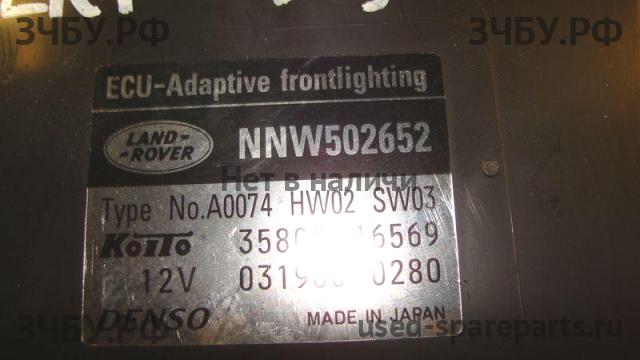 ЗЧБУ.РФ ЗЧБУ.РФ
ECU-Adaptive frontlighting
LAND-
-ROVER
NNW502652
Нет в наличии
Type No.A0074 HW02 SW03
KOITO
12V
DENSO MADE IN JAPAN
ЗЧБУ.РФ used-spareparts.ru